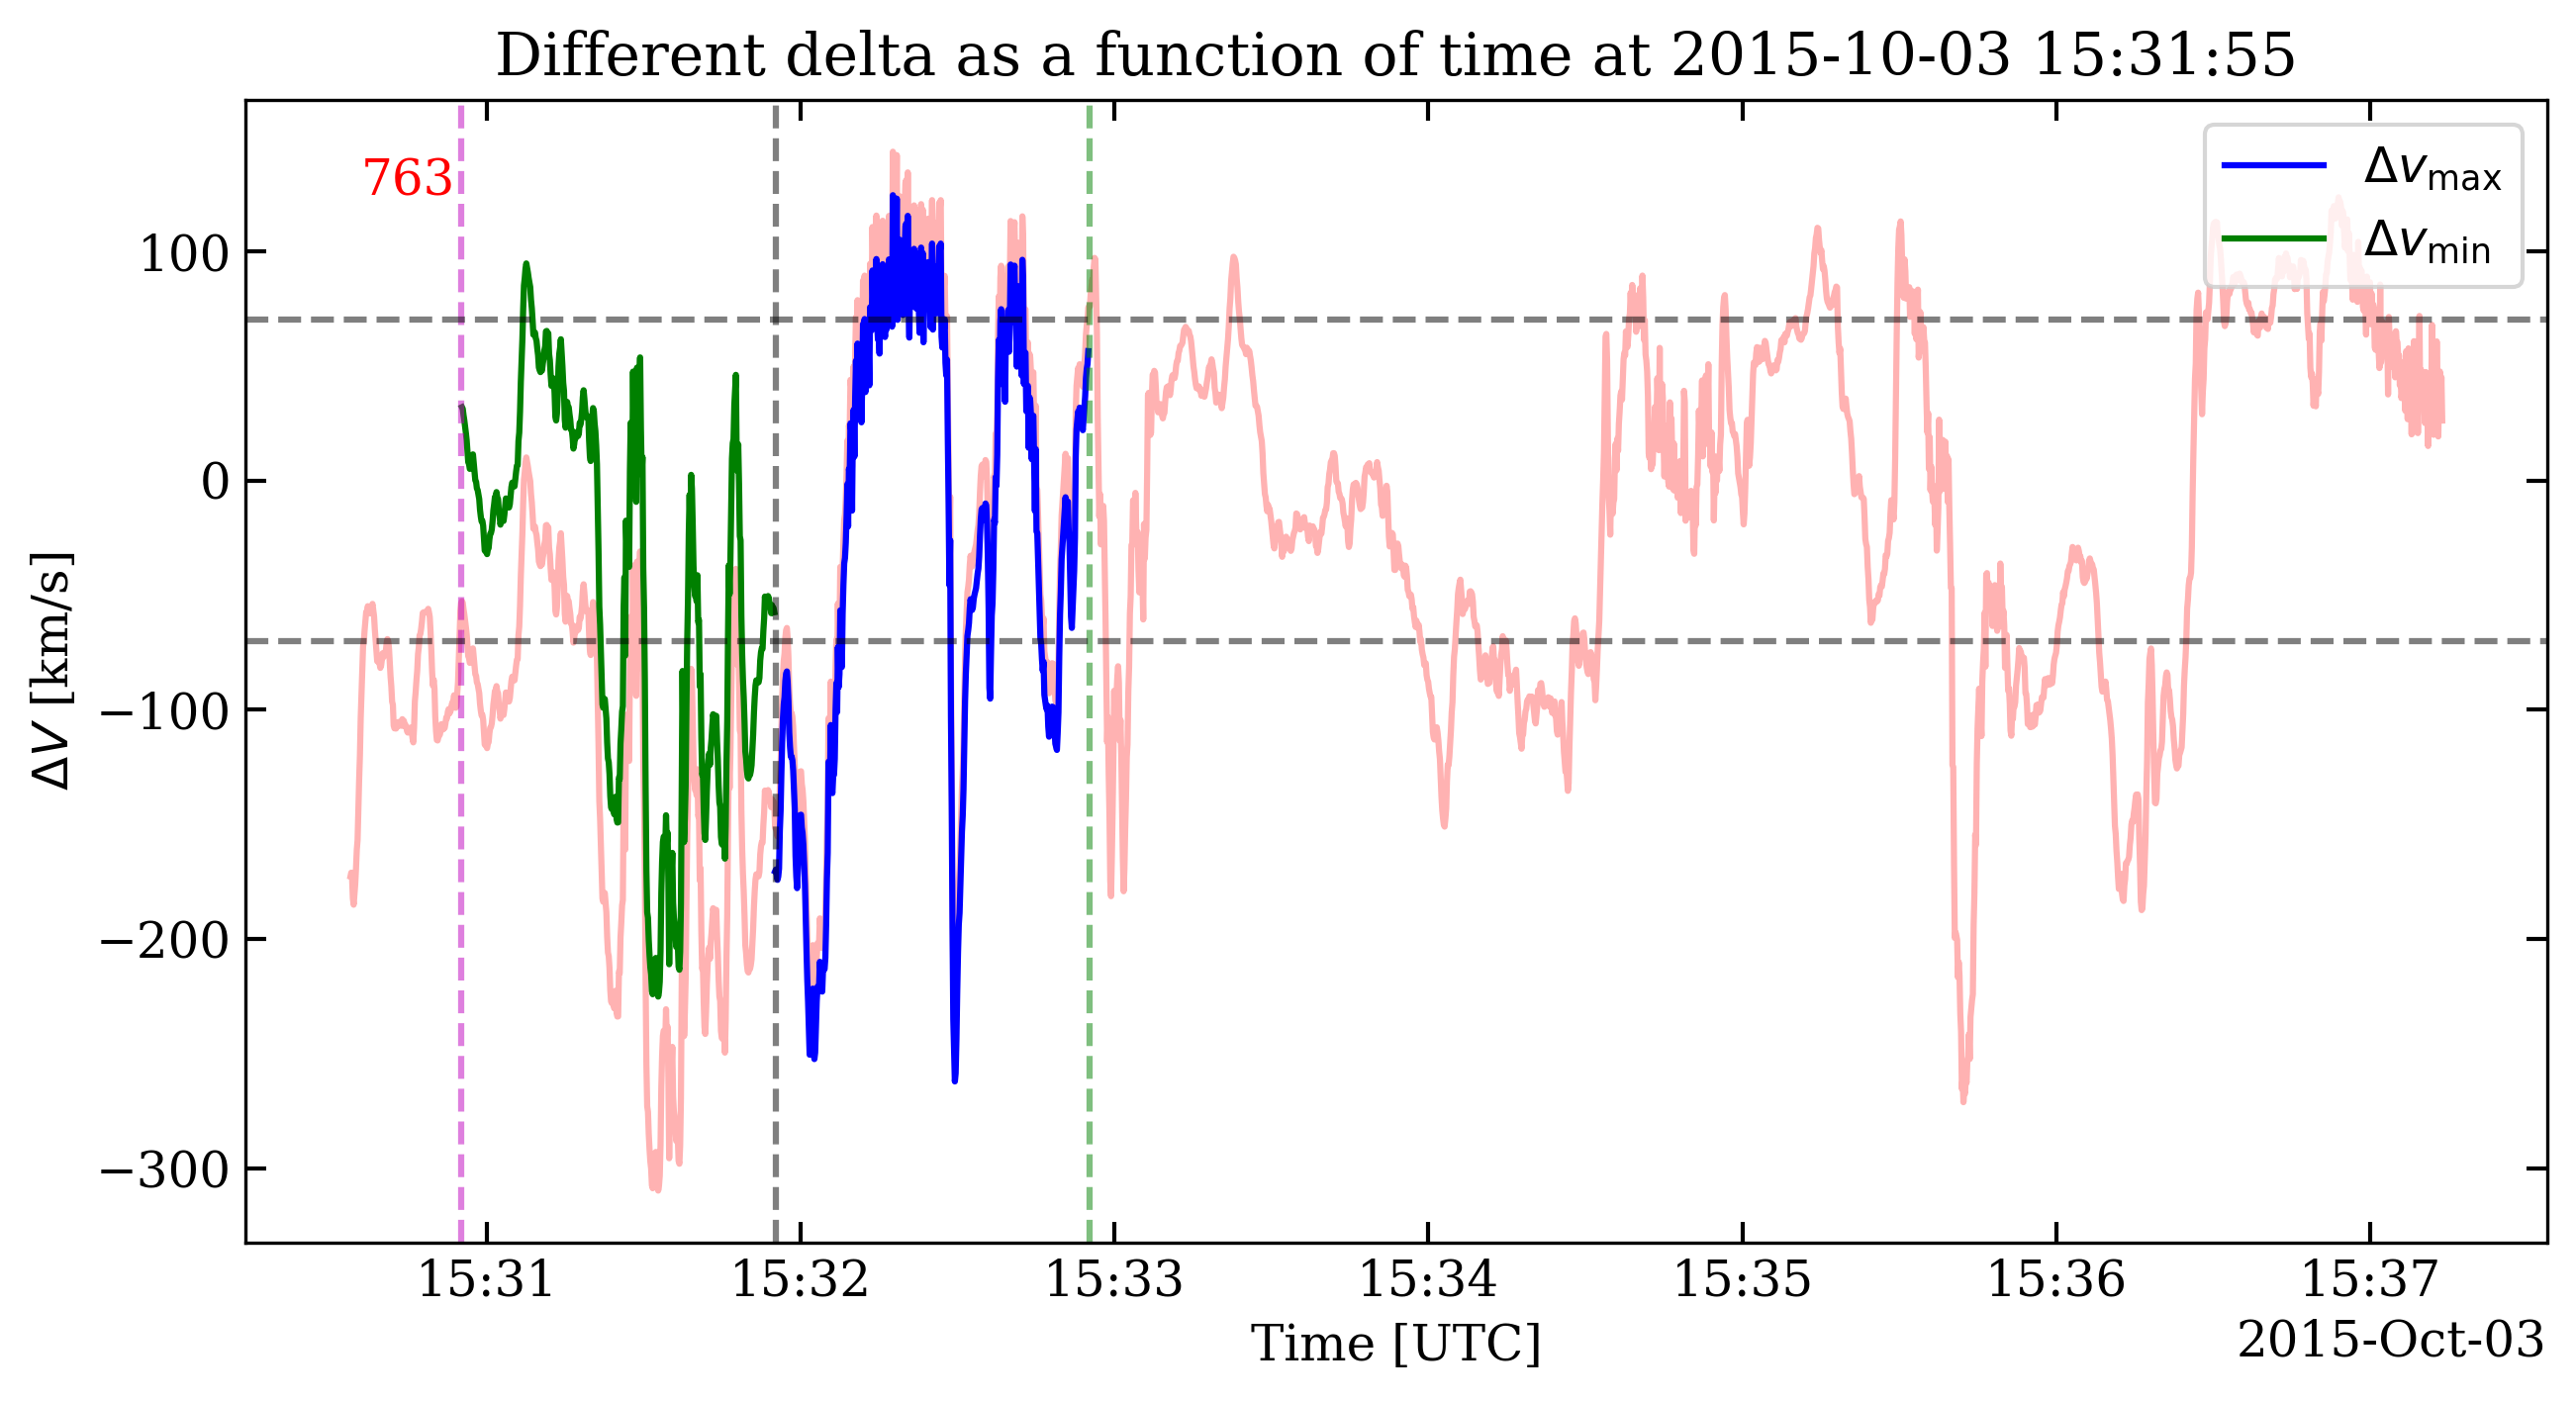 Different delta as a function of time at 2015-10-03 15:31:55
763
Δvmax
Δvmin
100
0
−100
−200
−300
ΔV [km/s]
15:31 15:32 15:33 15:34 15:35 15:36 15:37
Time [UTC]
2015-Oct-03